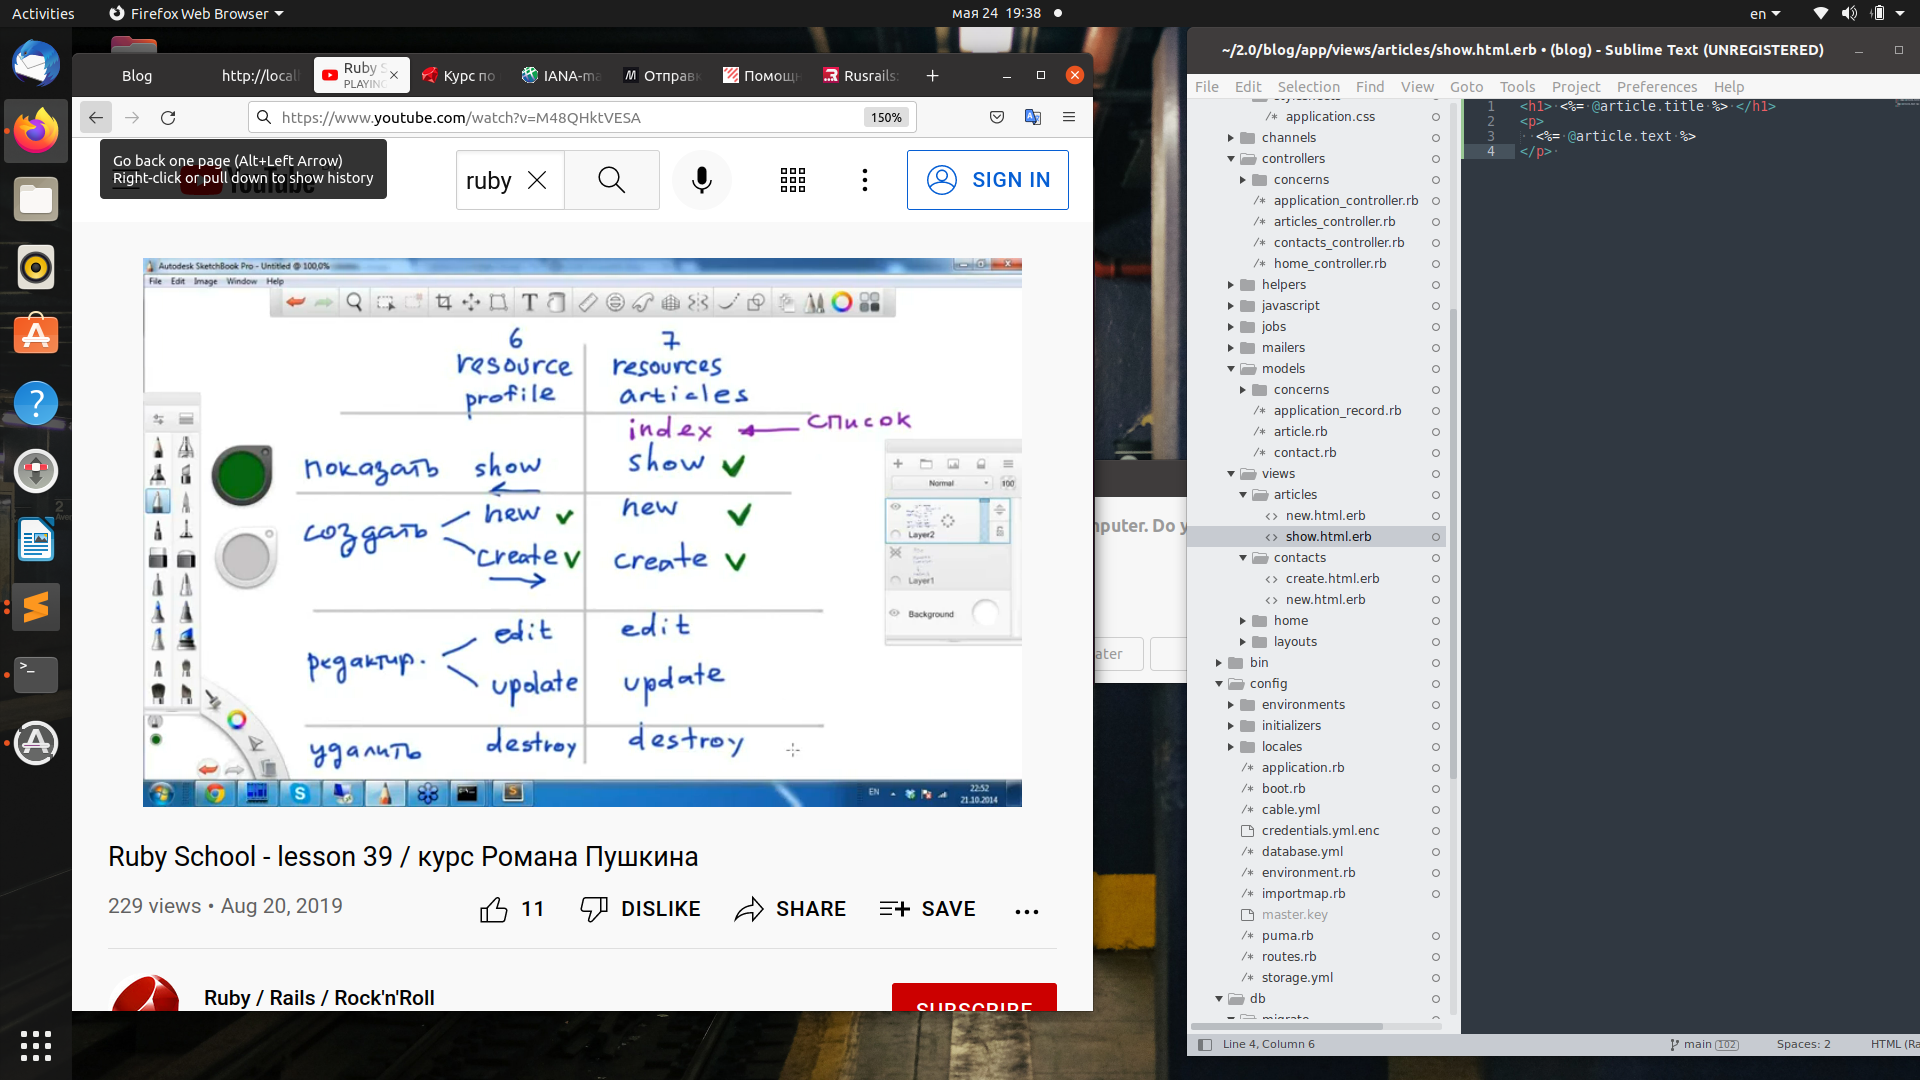 Activities
Firefox Web Browser
мая 24 19:38
en
Blog
http://local
Ruby S
PLAYING
Курс по
IANA-ma
Отправк
Помощн
Rusrails:
https://www.youtube.com/watch?v=M48QHktVESA
150%
Go back one page (Alt+Left Arrow)
Right-click or pull down to show history
ruby
SIGN IN
Autodesk SketchBook Pro - Untitled @ 100,0%
File Edit Image Window Help
6 7
resource resources
profile articles
index список
показать show show
создать new new
create create
редактир. edit edit
update update
удалить destroy destroy
Normal
100
Layer2
Layer1
Background
EN
22:52
21.10.2014
Ruby School - lesson 39 / курс Романа Пушкина
229 views • Aug 20, 2019
11
DISLIKE
SHARE
SAVE
Ruby / Rails / Rock'n'Roll
SUBSCRIBE
nputer. Do y
ater
~/2.0/blog/app/views/articles/show.html.erb • (blog) - Sublime Text (UNREGISTERED)
File Edit Selection Find View Goto Tools Project Preferences Help
application.css
channels
controllers
concerns
application_controller.rb
articles_controller.rb
contacts_controller.rb
home_controller.rb
helpers
javascript
jobs
mailers
models
concerns
application_record.rb
article.rb
contact.rb
views
articles
new.html.erb
show.html.erb
contacts
create.html.erb
new.html.erb
home
layouts
bin
config
environments
initializers
locales
application.rb
boot.rb
cable.yml
credentials.yml.enc
database.yml
environment.rb
importmap.rb
master.key
puma.rb
routes.rb
storage.yml
db
1 <h1> <%= @article.title %> </h1>
2 <p>
3 <%= @article.text %>
4 </p>
Line 4, Column 6
main 102
Spaces: 2
HTML (Ra